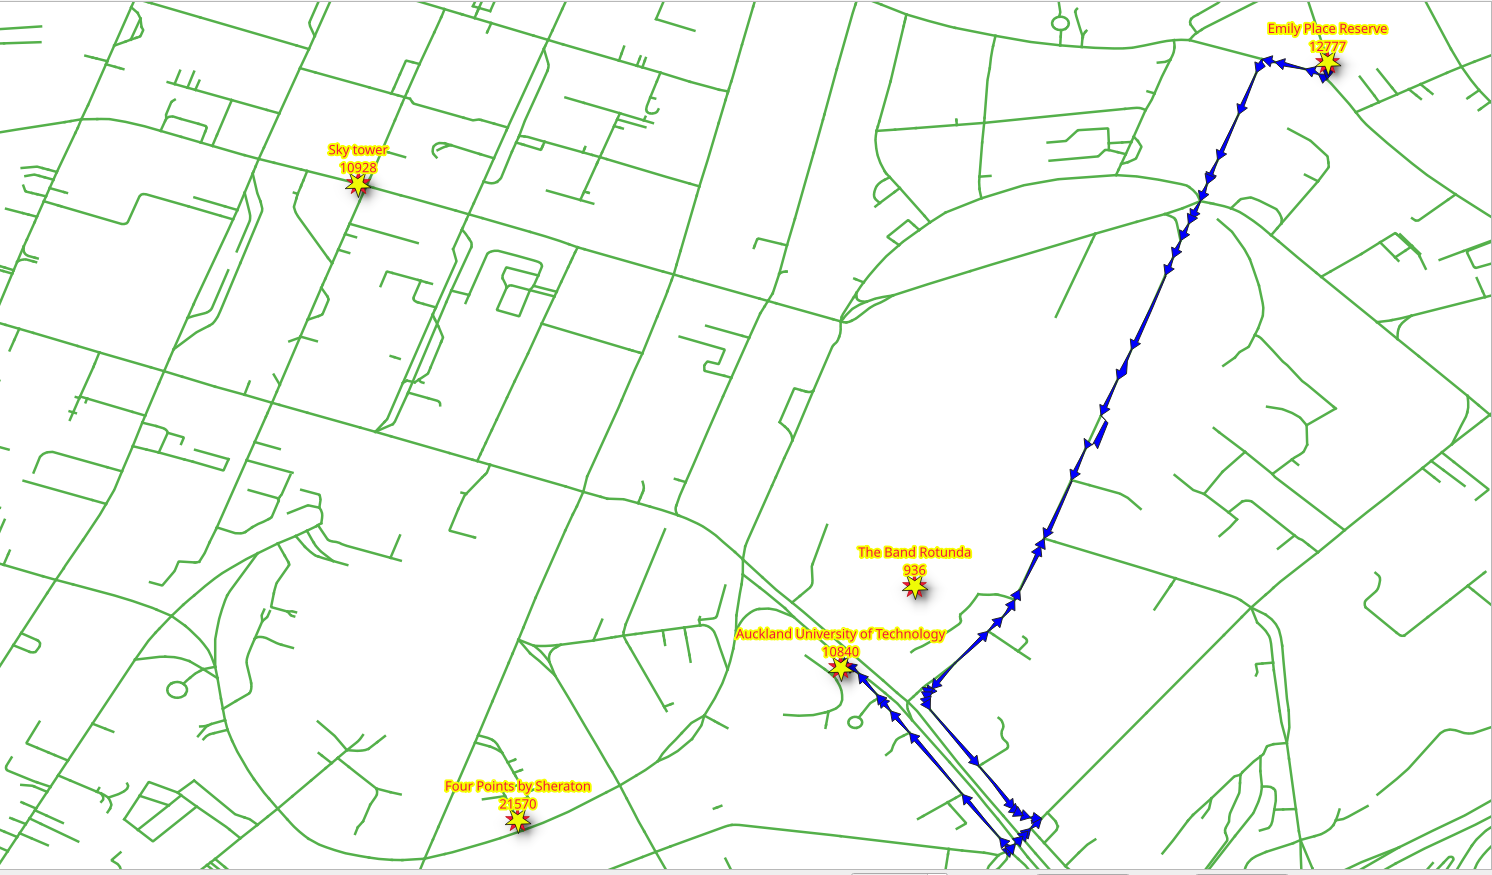 Emily Place Reserve
12777
Sky tower
10928
The Band Rotunda
936
Auckland University of Technology
10840
Four Points by Sheraton
21570